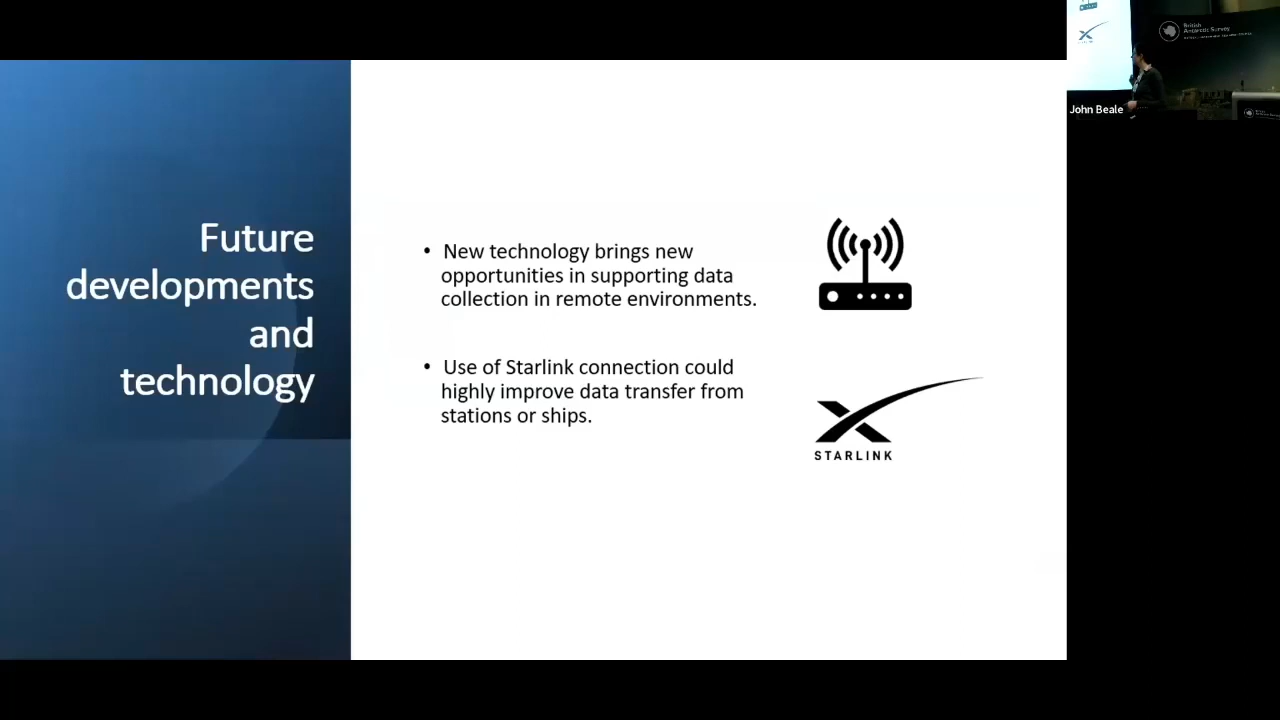 Future
developments
and
technology
• New technology brings new
opportunities in supporting data
collection in remote environments.
• Use of Starlink connection could
highly improve data transfer from
stations or ships.
STARLINK
British
Antarctic Survey
John Beale